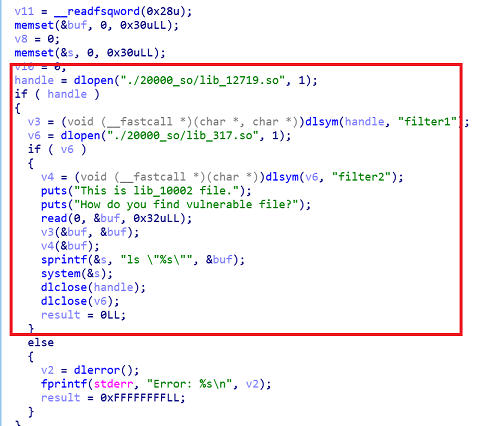 v11 = __readfsqword(0x28u);
memset(&buf, 0, 0x30uLL);
v8 = 0;
memset(&s, 0, 0x30uLL);
v10 = 0;
handle = dlopen("./20000_so/lib_12719.so", 1);
if ( handle )
{
v3 = (void (__fastcall *)(char *, char *))dlsym(handle, "filter1");
v6 = dlopen("./20000_so/lib_317.so", 1);
if ( v6 )
{
v4 = (void (__fastcall *)(char *))dlsym(v6, "filter2");
puts("This is lib_10002 file.");
puts("How do you find vulnerable file?");
read(0, &buf, 0x32uLL);
v3(&buf, &buf);
v4(&buf);
sprintf(&s, "ls \"%s\"", &buf);
system(&s);
dlclose(handle);
dlclose(v6);
result = 0LL;
}
else
{
v2 = dlerror();
fprintf(stderr, "Error: %s\n", v2);
result = 0xFFFFFFFFLL;
}
}